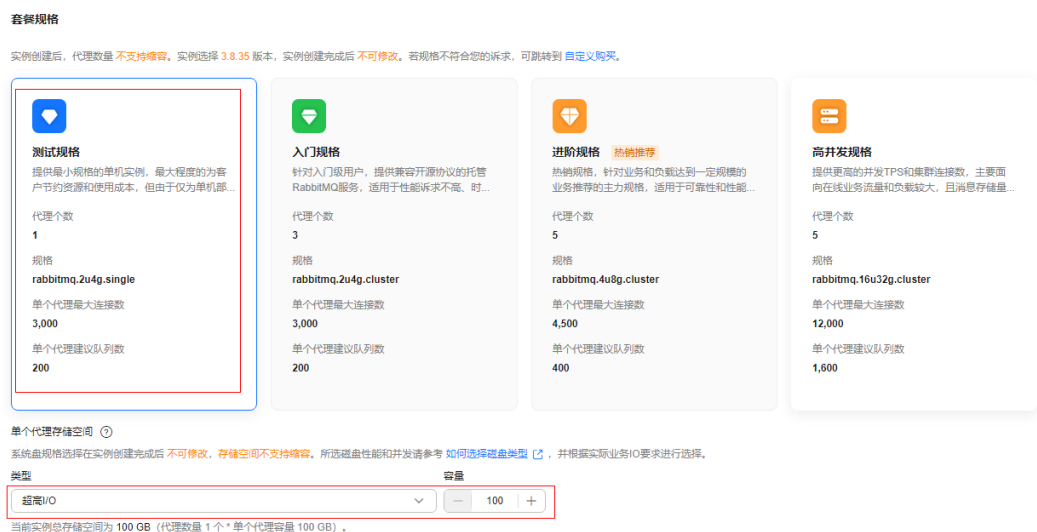 套餐规格
实例创建后，代理数量 不支持缩容。实例选择 3.8.35 版本，实例创建完成后 不可修改。若规格不符合您的诉求，可跳转到 自定义购买。
测试规格
提供最小规格的单机实例，最大程度的为客
户节约资源和使用成本，但由于仅为单机部...
代理个数
1
规格
rabbitmq.2u4g.single
单个代理最大连接数
3,000
单个代理建议队列数
200
入门规格
针对入门级用户，提供兼容开源协议的托管
RabbitMQ服务，适用于性能诉求不高、时...
代理个数
3
规格
rabbitmq.2u4g.cluster
单个代理最大连接数
3,000
单个代理建议队列数
200
进阶规格 热销推荐
热销规格，针对业务和负载达到一定规模的
业务推荐的主力规格，适用于可靠性和性能...
代理个数
5
规格
rabbitmq.4u8g.cluster
单个代理最大连接数
4,500
单个代理建议队列数
400
高并发规格
提供更高的并发TPS和集群连接数，主要面
向在线业务流量和负载较大，且消息存储量...
代理个数
5
规格
rabbitmq.16u32g.cluster
单个代理最大连接数
12,000
单个代理建议队列数
1,600
单个代理存储空间 ?
系统盘规格选择在实例创建完成后 不可修改，存储空间不支持缩容。所选磁盘性能和并发请参考 如何选择磁盘类型 ，并根据实际业务IO要求进行选择。
类型 容量
超高I/O － 100 ＋
当前实例总存储空间为 100 GB（代理数量 1 个 * 单个代理容量 100 GB）。